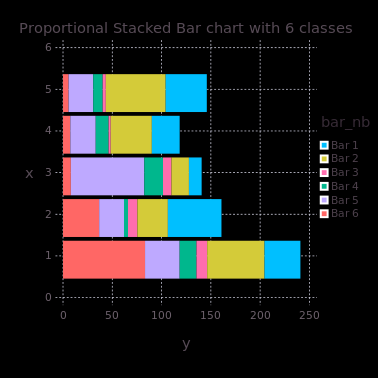 Proportional Stacked Bar chart with 6 classes
6
5
4
3
2
1
0
x
0 50 100 150 200 250
y
bar_nb
Bar 1
Bar 2
Bar 3
Bar 4
Bar 5
Bar 6